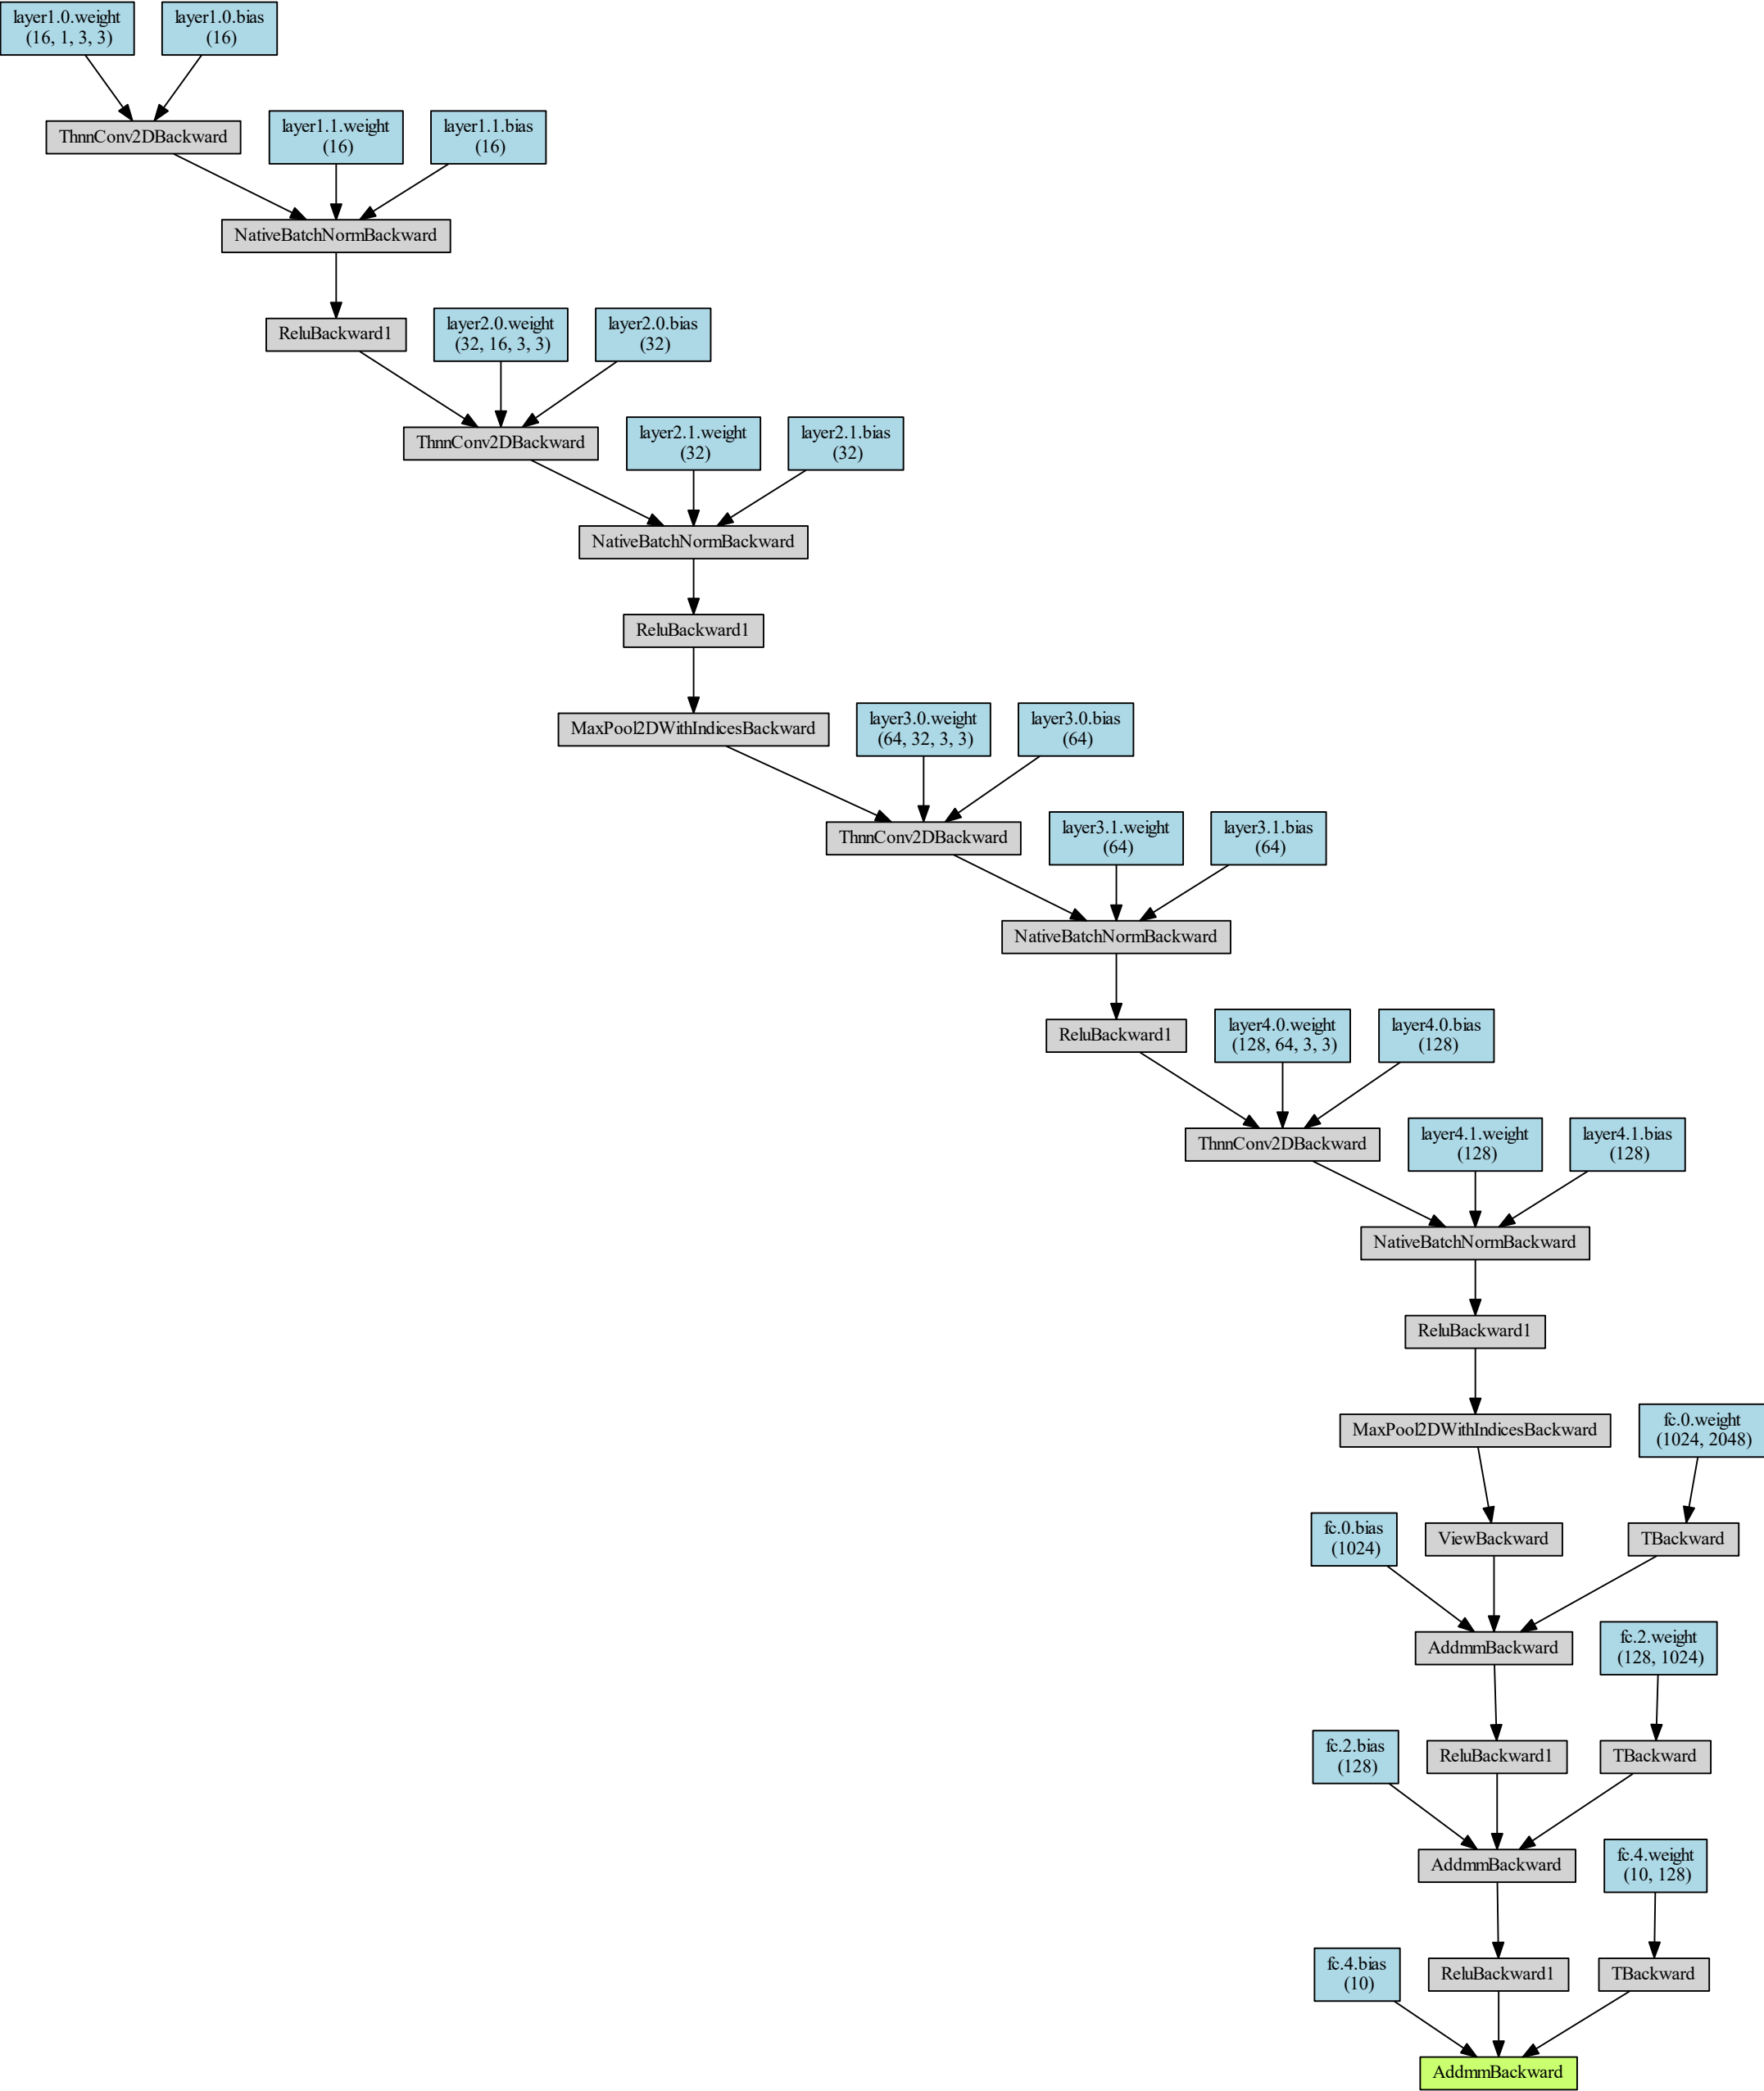 layer1.0.weight
(16, 1, 3, 3)
layer1.0.bias
(16)
ThnnConv2DBackward
layer1.1.weight
(16)
layer1.1.bias
(16)
NativeBatchNormBackward
ReluBackward1
layer2.0.weight
(32, 16, 3, 3)
layer2.0.bias
(32)
ThnnConv2DBackward
layer2.1.weight
(32)
layer2.1.bias
(32)
NativeBatchNormBackward
ReluBackward1
MaxPool2DWithIndicesBackward
layer3.0.weight
(64, 32, 3, 3)
layer3.0.bias
(64)
ThnnConv2DBackward
layer3.1.weight
(64)
layer3.1.bias
(64)
NativeBatchNormBackward
ReluBackward1
layer4.0.weight
(128, 64, 3, 3)
layer4.0.bias
(128)
ThnnConv2DBackward
layer4.1.weight
(128)
layer4.1.bias
(128)
NativeBatchNormBackward
ReluBackward1
MaxPool2DWithIndicesBackward
fc.0.weight
(1024, 2048)
fc.0.bias
(1024)
ViewBackward
TBackward
AddmmBackward
fc.2.weight
(128, 1024)
fc.2.bias
(128)
ReluBackward1
TBackward
AddmmBackward
fc.4.weight
(10, 128)
fc.4.bias
(10)
ReluBackward1
TBackward
AddmmBackward